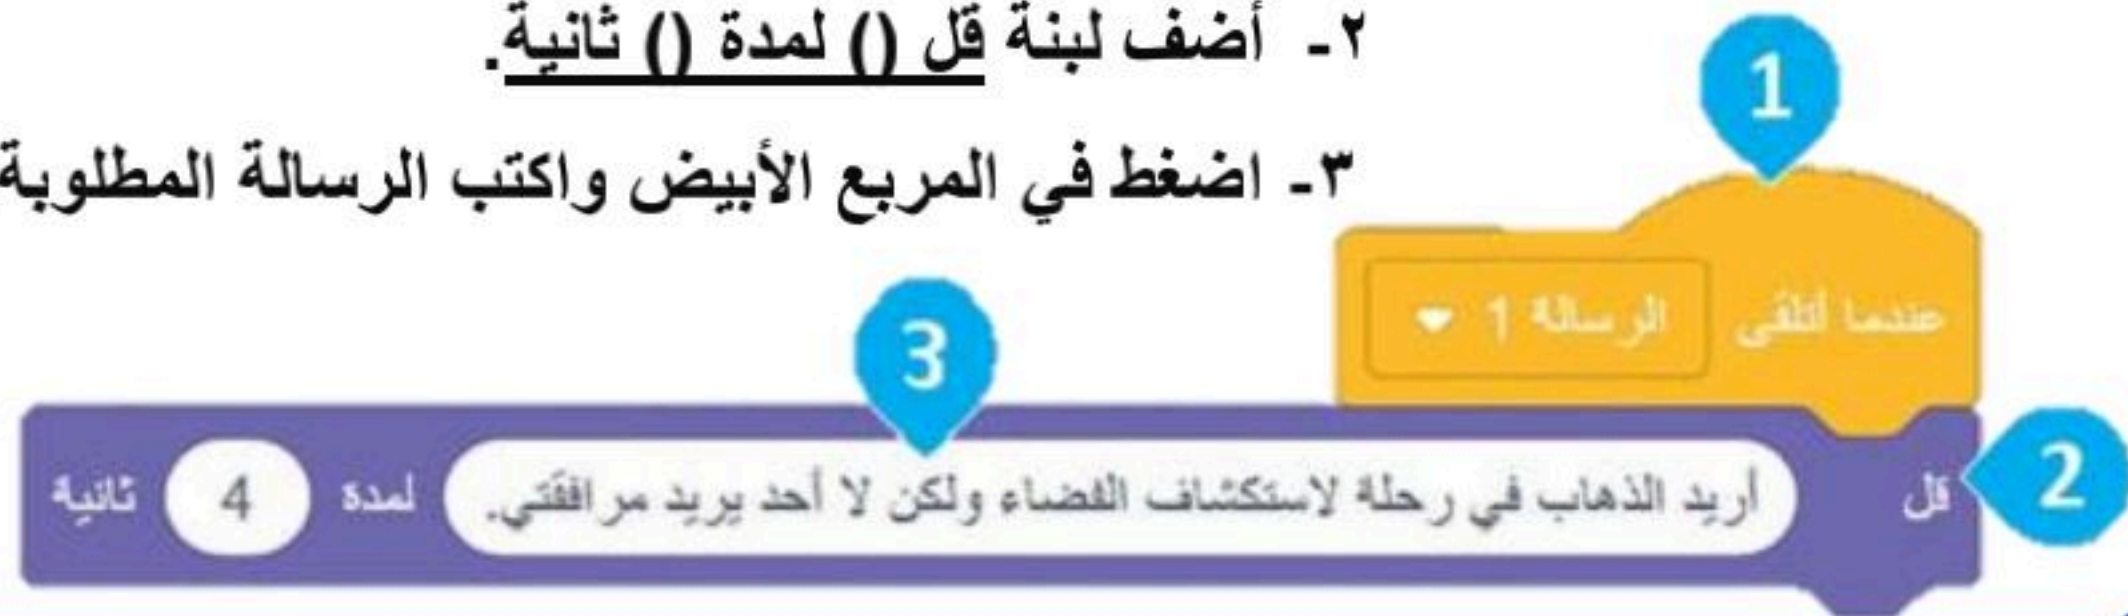 ٢- أضف لبنة قل () لمدة () ثانية.
٣- اضغط في المربع الأبيض واكتب الرسالة المطلوبة
1
عندما أتلقى الرسالة 1
3
قل أريد الذهاب في رحلة لاستكشاف الفضاء ولكن لا أحد يريد مرافقتي. لمدة 4 ثانية
2